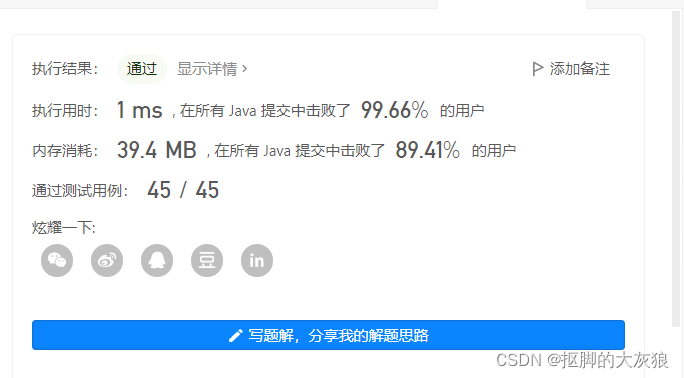 执行结果： 通过 显示详情 > 添加备注
执行用时： 1 ms , 在所有 Java 提交中击败了 99.66% 的用户
内存消耗： 39.4 MB , 在所有 Java 提交中击败了 89.41% 的用户
通过测试用例： 45 / 45
炫耀一下:
豆 in
写题解，分享我的解题思路
CSDN @抠脚的大灰狼